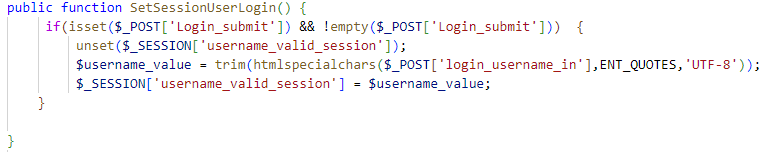 public function SetSessionUserLogin() {
if(isset($_POST['Login_submit']) && !empty($_POST['Login_submit']))  {
unset($_SESSION['username_valid_session']);
$username_value = trim(htmlspecialchars($_POST['login_username_in'],ENT_QUOTES,'UTF-8'));
$_SESSION['username_valid_session'] = $username_value;
}
}